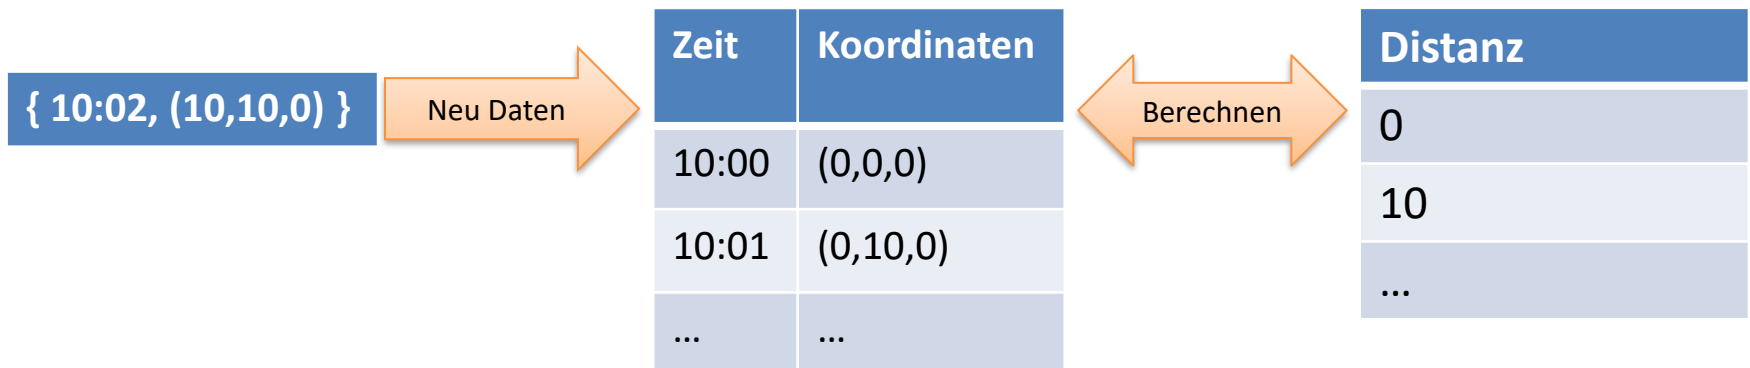 { 10:02, (10,10,0) }
Neu Daten
Zeit Koordinaten
10:00 (0,0,0)
10:01 (0,10,0)
... ...
Berechnen
Distanz
0
10
...